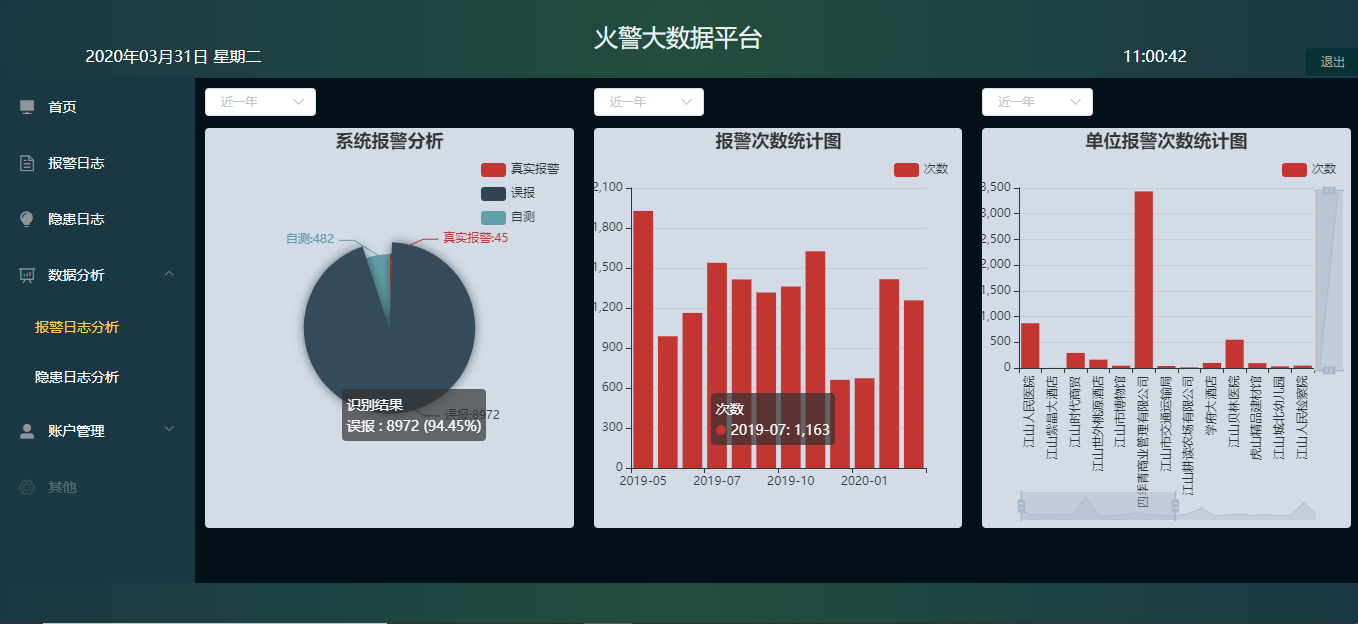 火警大数据平台
2020年03月31日 星期二
11:00:42
退出
首页
报警日志
隐患日志
数据分析
报警日志分析
隐患日志分析
账户管理
其他
近一年
系统报警分析
真实报警
误报
自测
自测:482
真实报警:45
误报:8972
识别结果
误报 : 8972 (94.45%)
近一年
报警次数统计图
次数
2,100
1,800
1,500
1,200
900
600
300
0
2019-05
2019-07
2019-10
2020-01
次数
2019-07: 1,163
近一年
单位报警次数统计图
次数
3,500
3,000
2,500
2,000
1,500
1,000
500
0
江山人民医院
江山紫晶大酒店
江山时代商贸
江山世外桃源酒店
江山市博物馆
四季青商业管理有限公司
江山市交通运输局
江山耕读农场有限公司
学府大酒店
江山贝林医院
虎山精品建材馆
江山城北幼儿园
江山人民检察院